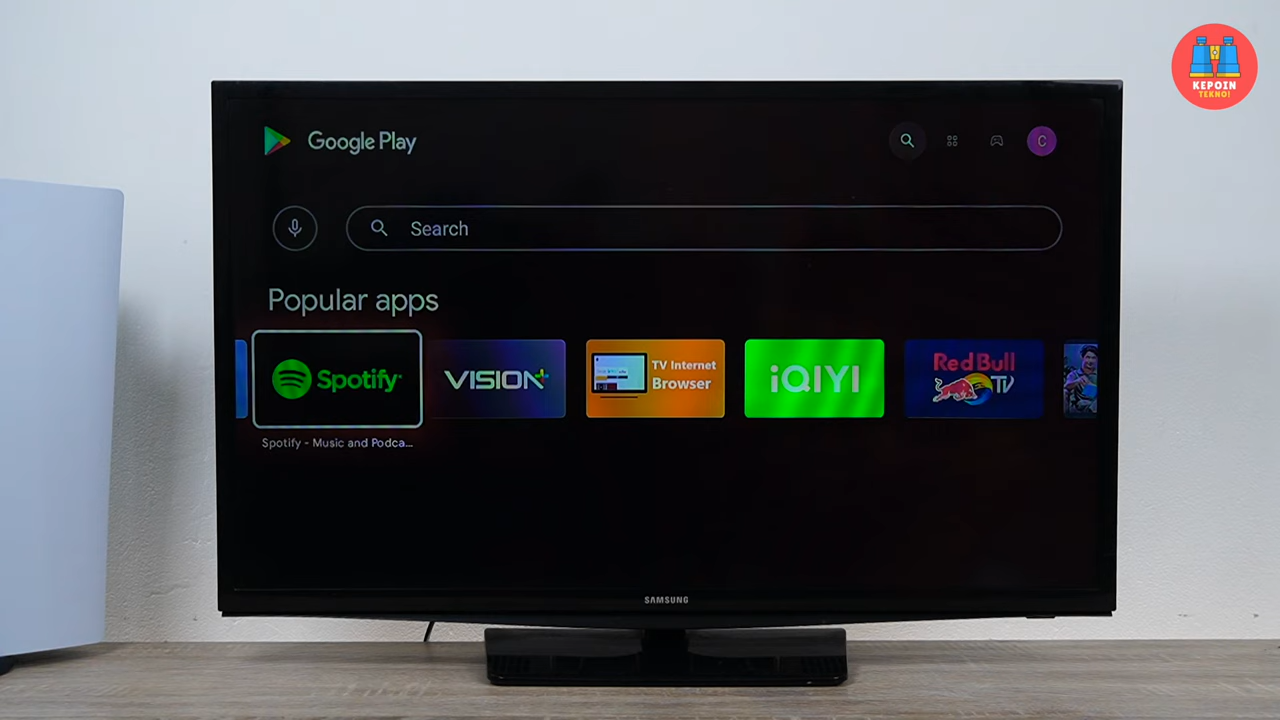 KEPOIN
TEKNO!
Google Play
C
Search
Popular apps
Spotify
VISION+
TV Internet
Browser
iQIYI
Red Bull
TV
Spotify - Music and Podca...
SAMSUNG